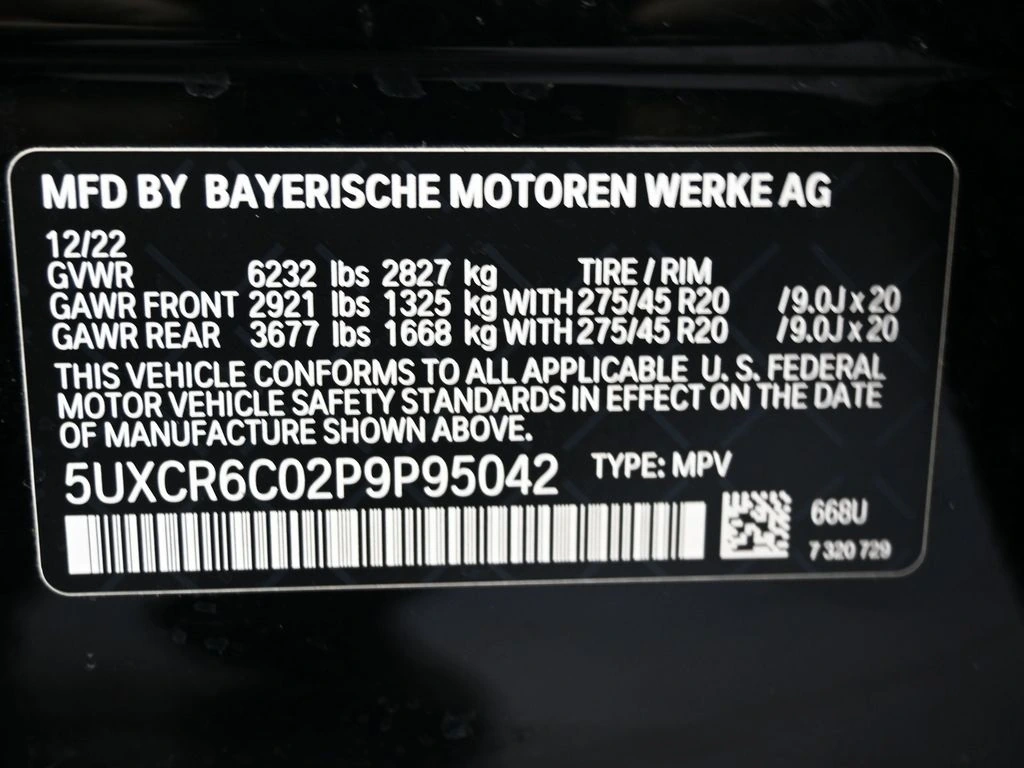 MFD BY BAYERISCHE MOTOREN WERKE AG
12/22
GVWR 6232 lbs 2827 kg TIRE / RIM
GAWR FRONT 2921 lbs 1325 kg WITH 275/45 R20 /9.0J x 20
GAWR REAR 3677 lbs 1668 kg WITH 275/45 R20 /9.0J x 20
THIS VEHICLE CONFORMS TO ALL APPLICABLE U. S. FEDERAL
MOTOR VEHICLE SAFETY STANDARDS IN EFFECT ON THE DATE
OF MANUFACTURE SHOWN ABOVE.
5UXCR6C02P9P95042 TYPE: MPV
668U
7 320 729